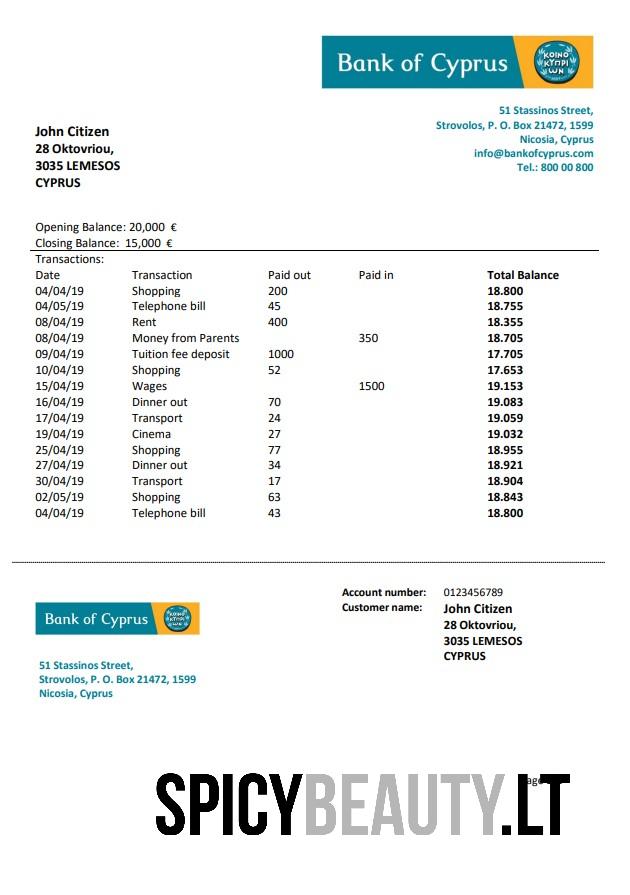 Bank of Cyprus
KOINO
KYΠPI
ωN
51 Stassinos Street,
Strovolos, P. O. Box 21472, 1599
Nicosia, Cyprus
info@bankofcyprus.com
Tel.: 800 00 800
John Citizen
28 Oktovriou,
3035 LEMESOS
CYPRUS
Opening Balance: 20,000 €
Closing Balance: 15,000 €
Transactions:
Date Transaction Paid out Paid in Total Balance
04/04/19 Shopping 200 18.800
04/05/19 Telephone bill 45 18.755
08/04/19 Rent 400 18.355
08/04/19 Money from Parents 350 18.705
09/04/19 Tuition fee deposit 1000 17.705
10/04/19 Shopping 52 17.653
15/04/19 Wages 1500 19.153
16/04/19 Dinner out 70 19.083
17/04/19 Transport 24 19.059
19/04/19 Cinema 27 19.032
25/04/19 Shopping 77 18.955
27/04/19 Dinner out 34 18.921
30/04/19 Transport 17 18.904
02/05/19 Shopping 63 18.843
04/04/19 Telephone bill 43 18.800
Bank of Cyprus
KOINO
KYΠPI
ωN
51 Stassinos Street,
Strovolos, P. O. Box 21472, 1599
Nicosia, Cyprus
Account number: 0123456789
Customer name: John Citizen
28 Oktovriou,
3035 LEMESOS
CYPRUS
SPICYBEAUTY.LT